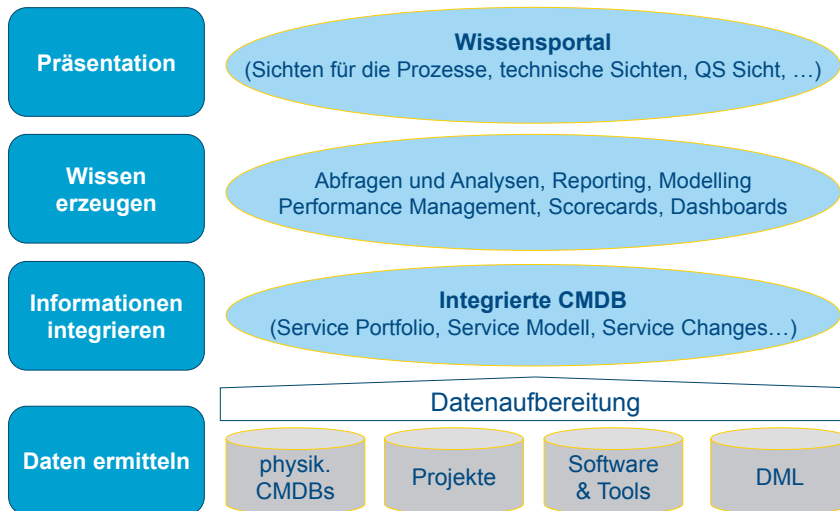 Präsentation
Wissensportal
(Sichten für die Prozesse, technische Sichten, QS Sicht, …)
Wissen
erzeugen
Abfragen und Analysen, Reporting, Modelling
Performance Management, Scorecards, Dashboards
Informationen
integrieren
Integrierte CMDB
(Service Portfolio, Service Modell, Service Changes…)
Datenaufbereitung
Daten ermitteln
physik.
CMDBs
Projekte
Software
& Tools
DML